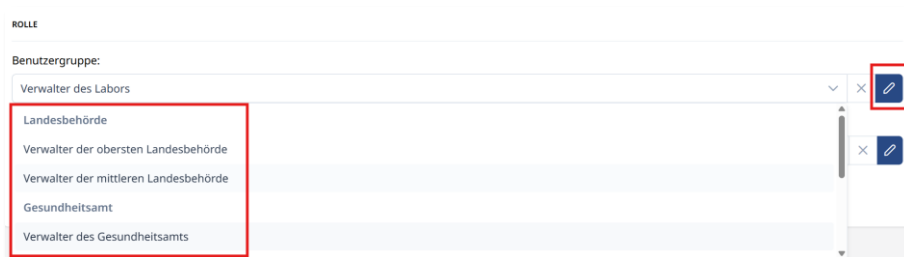 ROLLE
Benutzergruppe:
Verwalter des Labors
Landesbehörde
Verwalter der obersten Landesbehörde
Verwalter der mittleren Landesbehörde
Gesundheitsamt
Verwalter des Gesundheitsamts